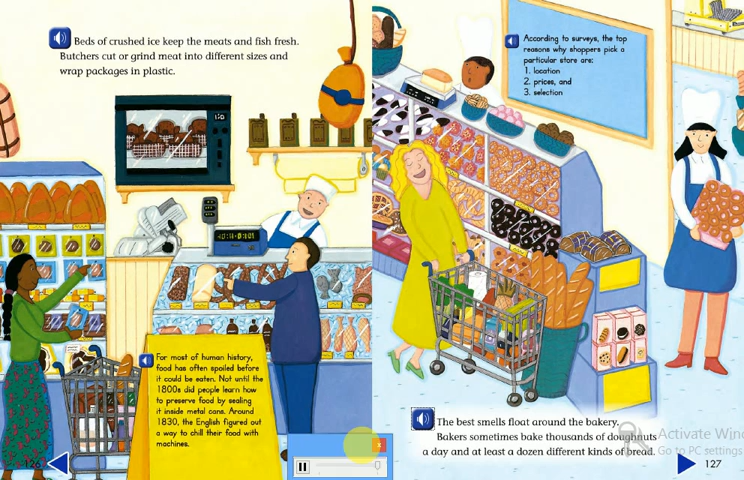 Beds of crushed ice keep the meats and fish fresh.
Butchers cut or grind meat into different sizes and
wrap packages in plastic.
For most of human history,
food has often spoiled before
it could be eaten. Not until the
1800s did people learn how
to preserve food by sealing
it inside metal cans. Around
1830, the English figured out
a way to chill their food with
machines.
126
According to surveys, the top
reasons why shoppers pick a
particular store are:
1. location
2. prices, and
3. selection
The best smells float around the bakery.
Bakers sometimes bake thousands of doughnuts
a day and at least a dozen different kinds of bread.
Activate Win
Go to PC settings
127